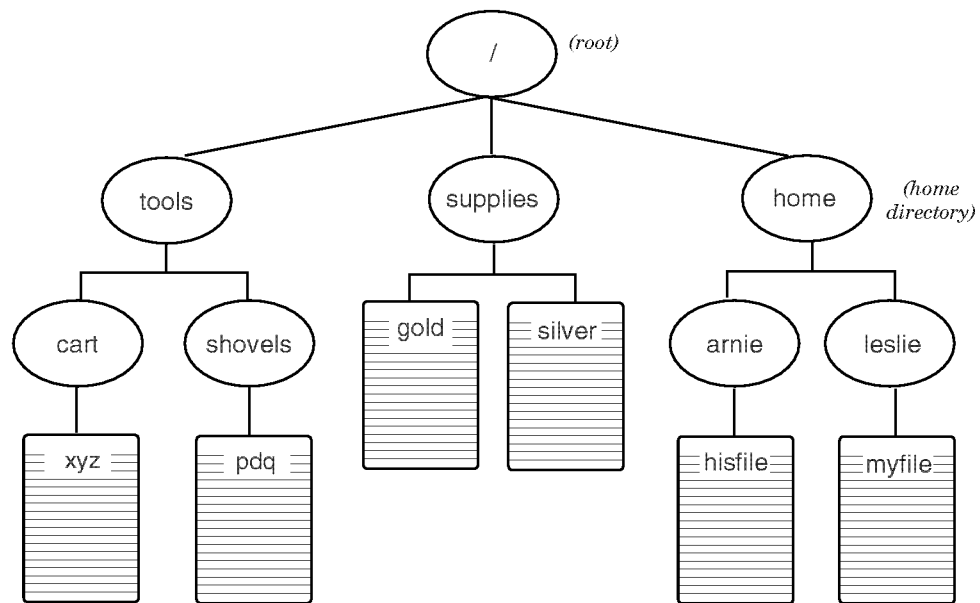 /
(root)
tools
supplies
home
(home
directory)
cart
shovels
gold
silver
arnie
leslie
xyz
pdq
hisfile
myfile